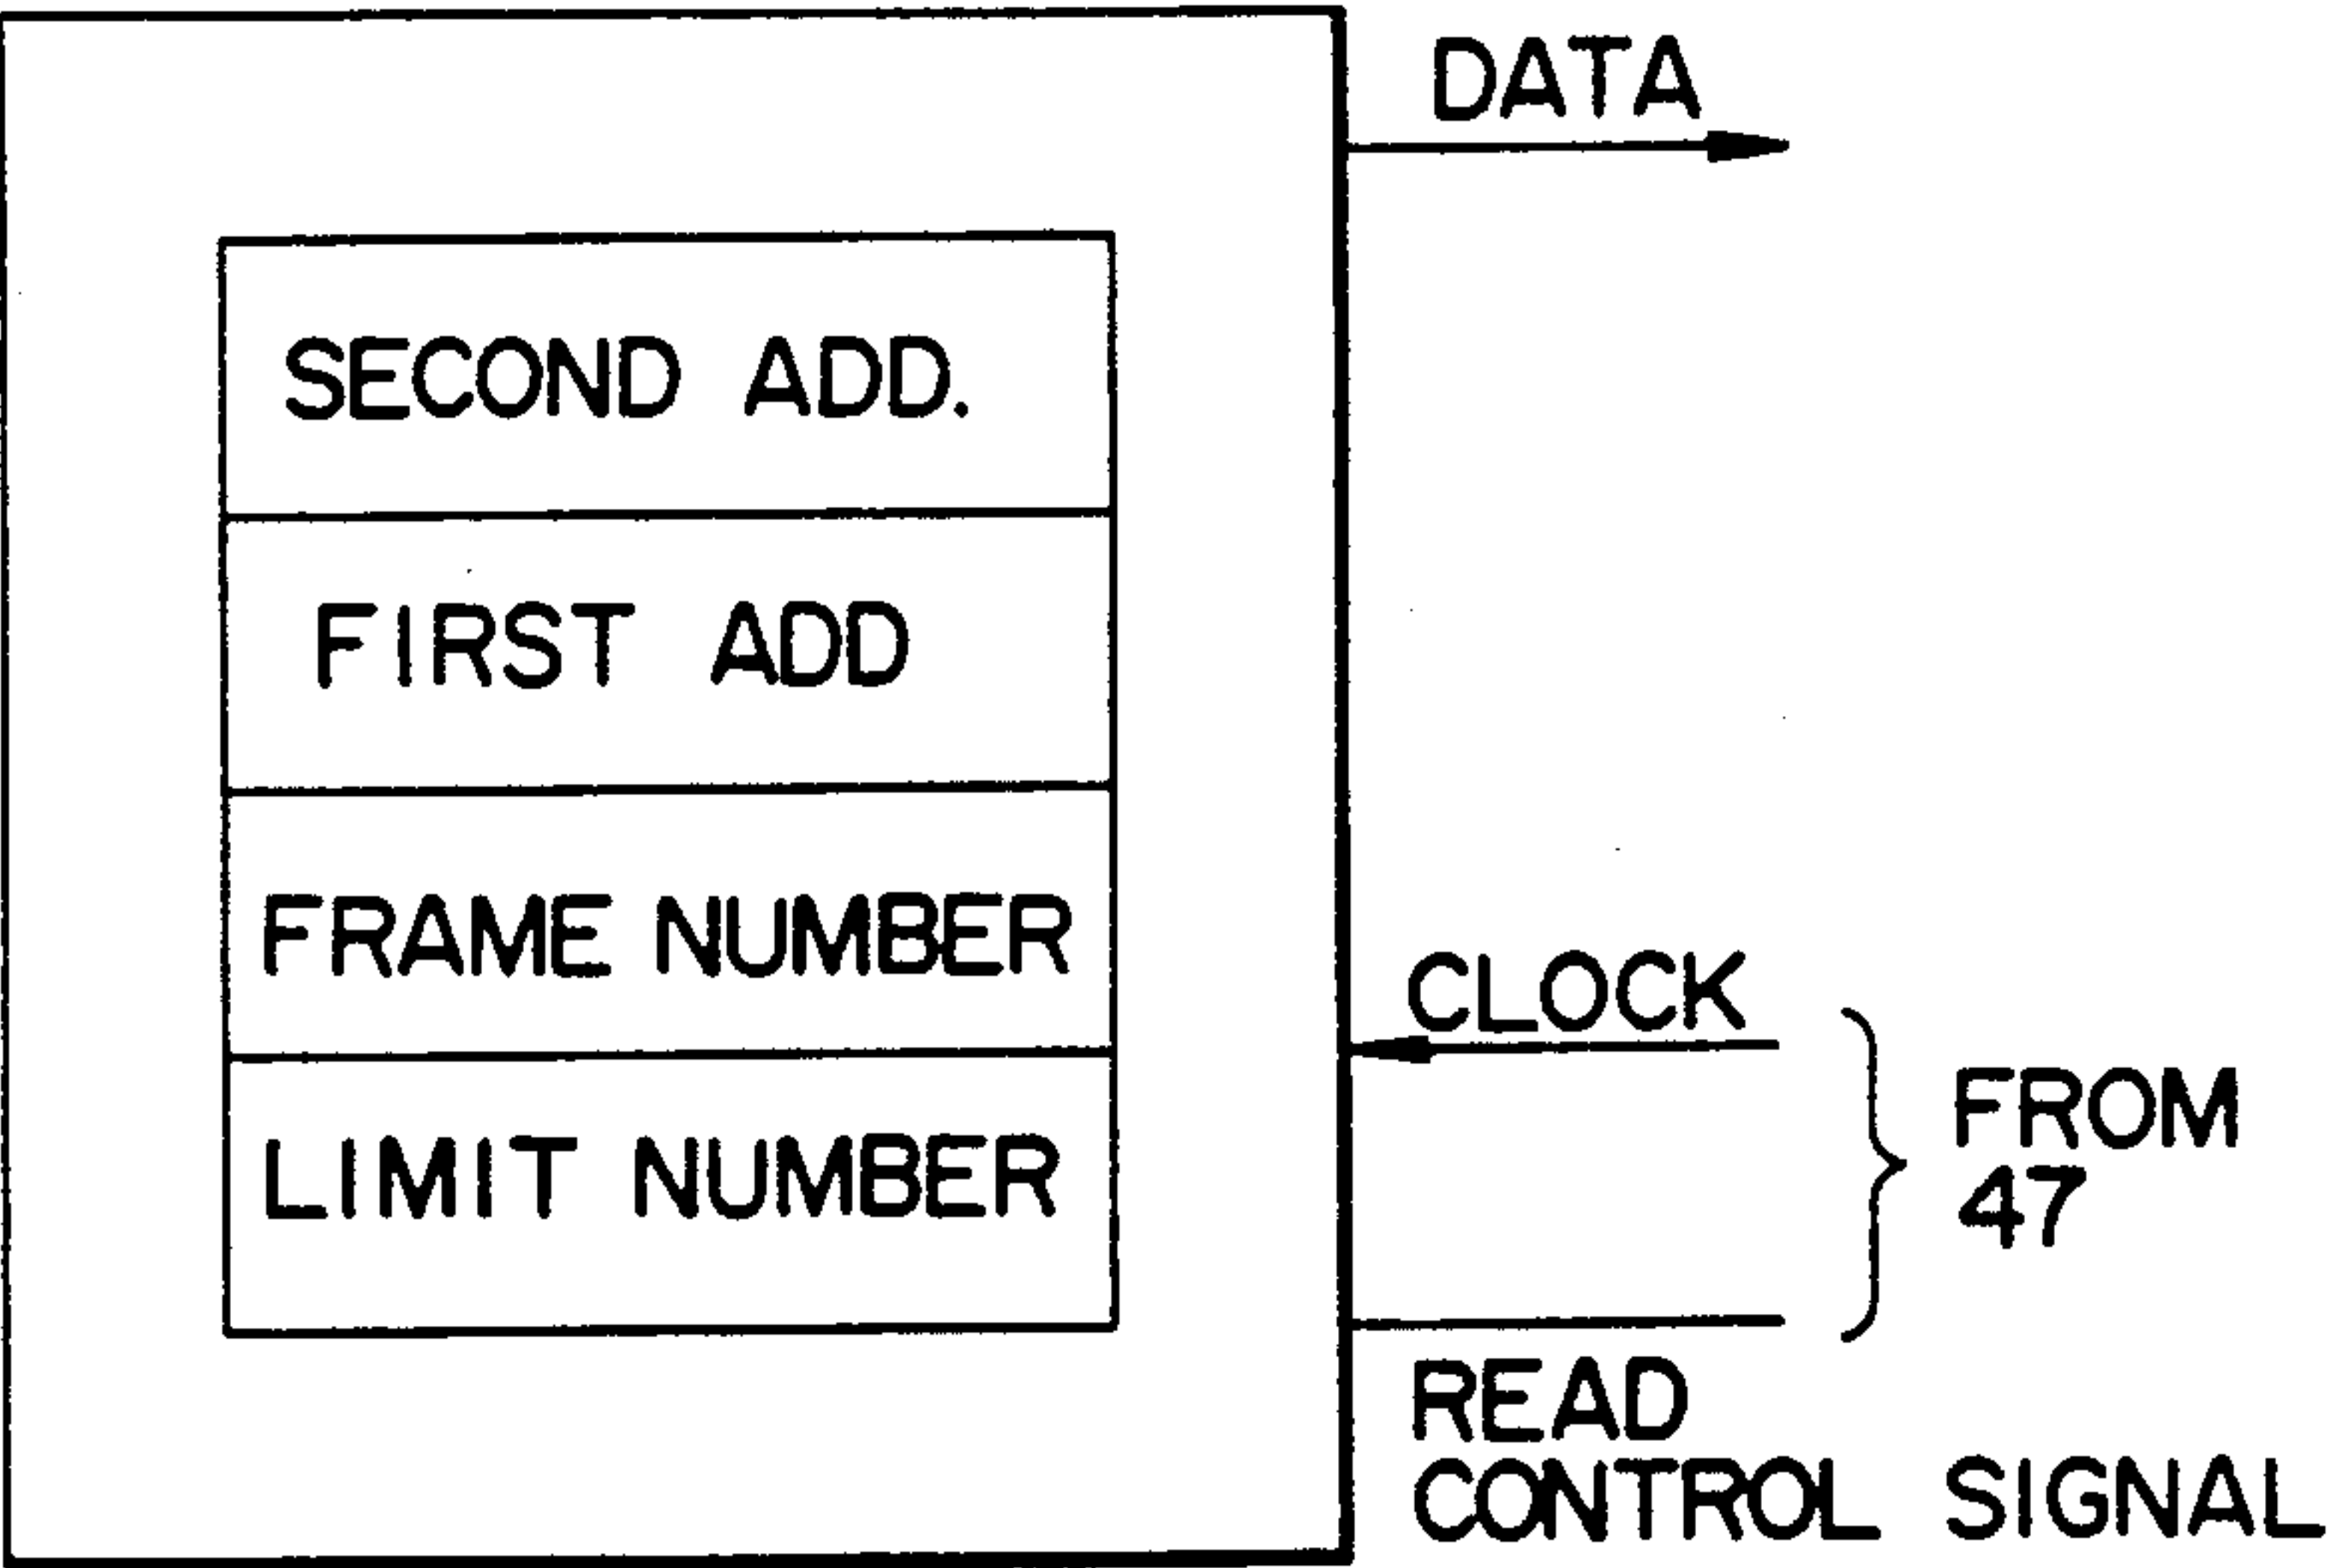 DATA
SECOND ADD.
FIRST ADD
FRAME NUMBER
LIMIT NUMBER
CLOCK
FROM
47
READ
CONTROL SIGNAL